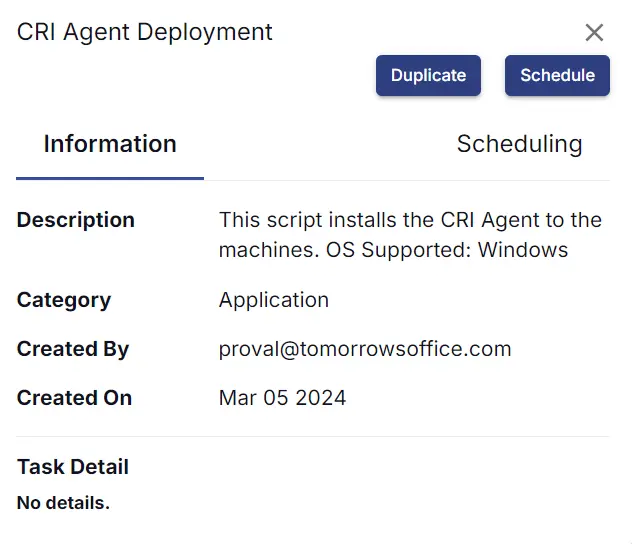 CRI Agent Deployment
Duplicate Schedule
Information Scheduling
Description This script installs the CRI Agent to the
machines. OS Supported: Windows
Category Application
Created By proval@tomorrowsoffice.com
Created On Mar 05 2024
Task Detail
No details.